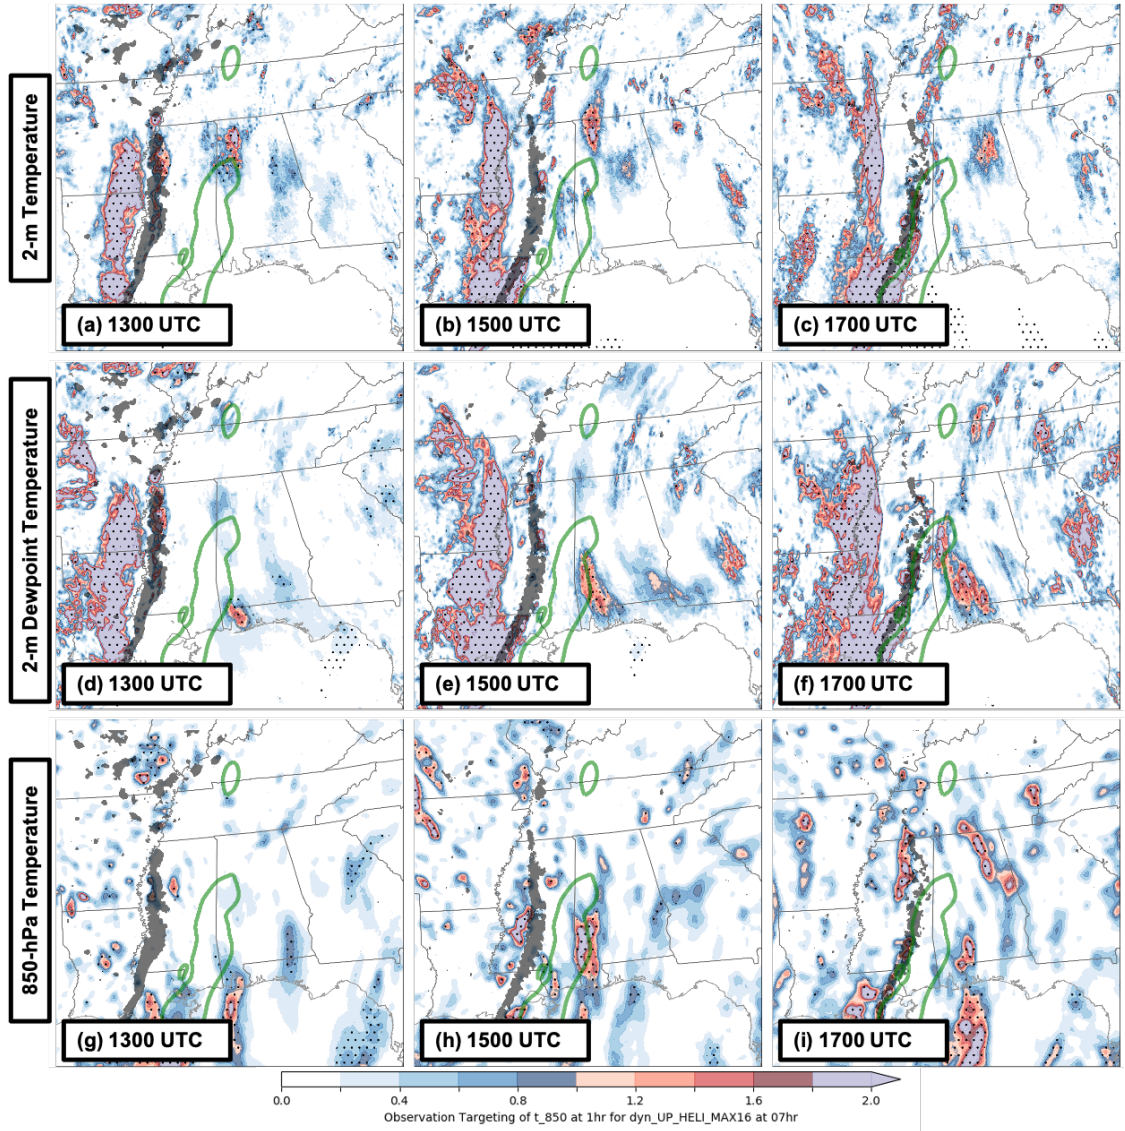 2-m Temperature
(a) 1300 UTC
(b) 1500 UTC
(c) 1700 UTC
2-m Dewpoint Temperature
(d) 1300 UTC
(e) 1500 UTC
(f) 1700 UTC
850-hPa Temperature
(g) 1300 UTC
(h) 1500 UTC
(i) 1700 UTC
0.0 0.4 0.8 1.2 1.6 2.0
Observation Targeting of t_850 at 1hr for dyn_UP_HELI_MAX16 at 07hr